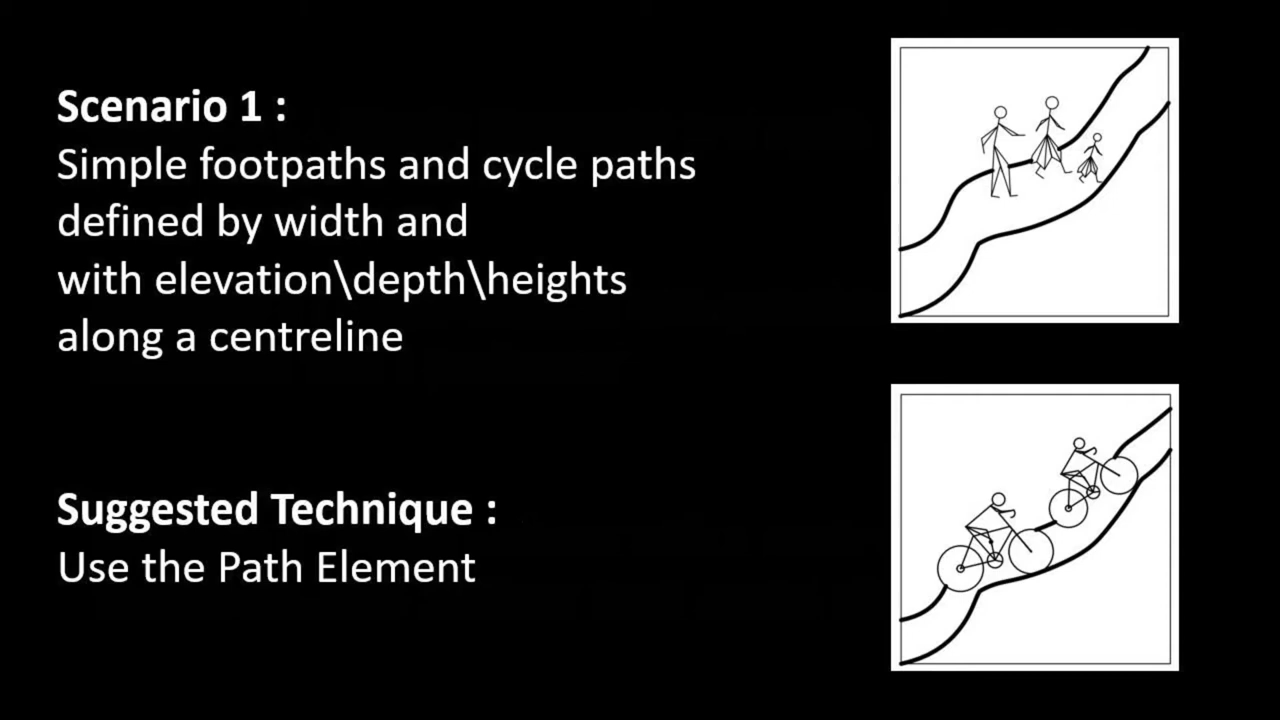 Scenario 1 :
Simple footpaths and cycle paths
defined by width and
with elevation\depth\heights
along a centreline
Suggested Technique :
Use the Path Element